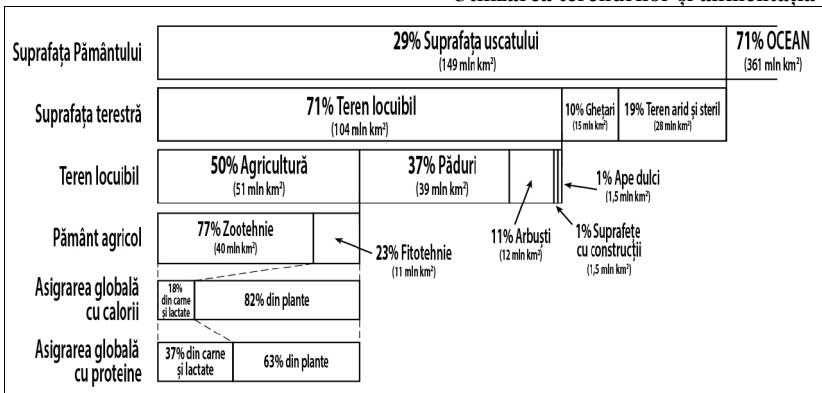 Utilizarea terenurilor și alimentația
Suprafața Pământului
29% Suprafața uscatului
(149 mln km²)
71% OCEAN
(361 mln km²)
Suprafața terestră
71% Teren locuibil
(104 mln km²)
10% Ghețari
(15 mln km²)
19% Teren arid și steril
(28 mln km²)
Teren locuibil
50% Agricultură
(51 mln km²)
37% Păduri
(39 mln km²)
1% Ape dulci
(1,5 mln km²)
11% Arbuști
(12 mln km²)
1% Suprafețe
cu construcții
(1,5 mln km²)
Pământ agricol
77% Zootehnie
(40 mln km²)
23% Fitotehnie
(11 mln km²)
Asigrarea globală
cu calorii
18%
din carne
și lactate
82% din plante
Asigrarea globală
cu proteine
37% din carne
și lactate
63% din plante